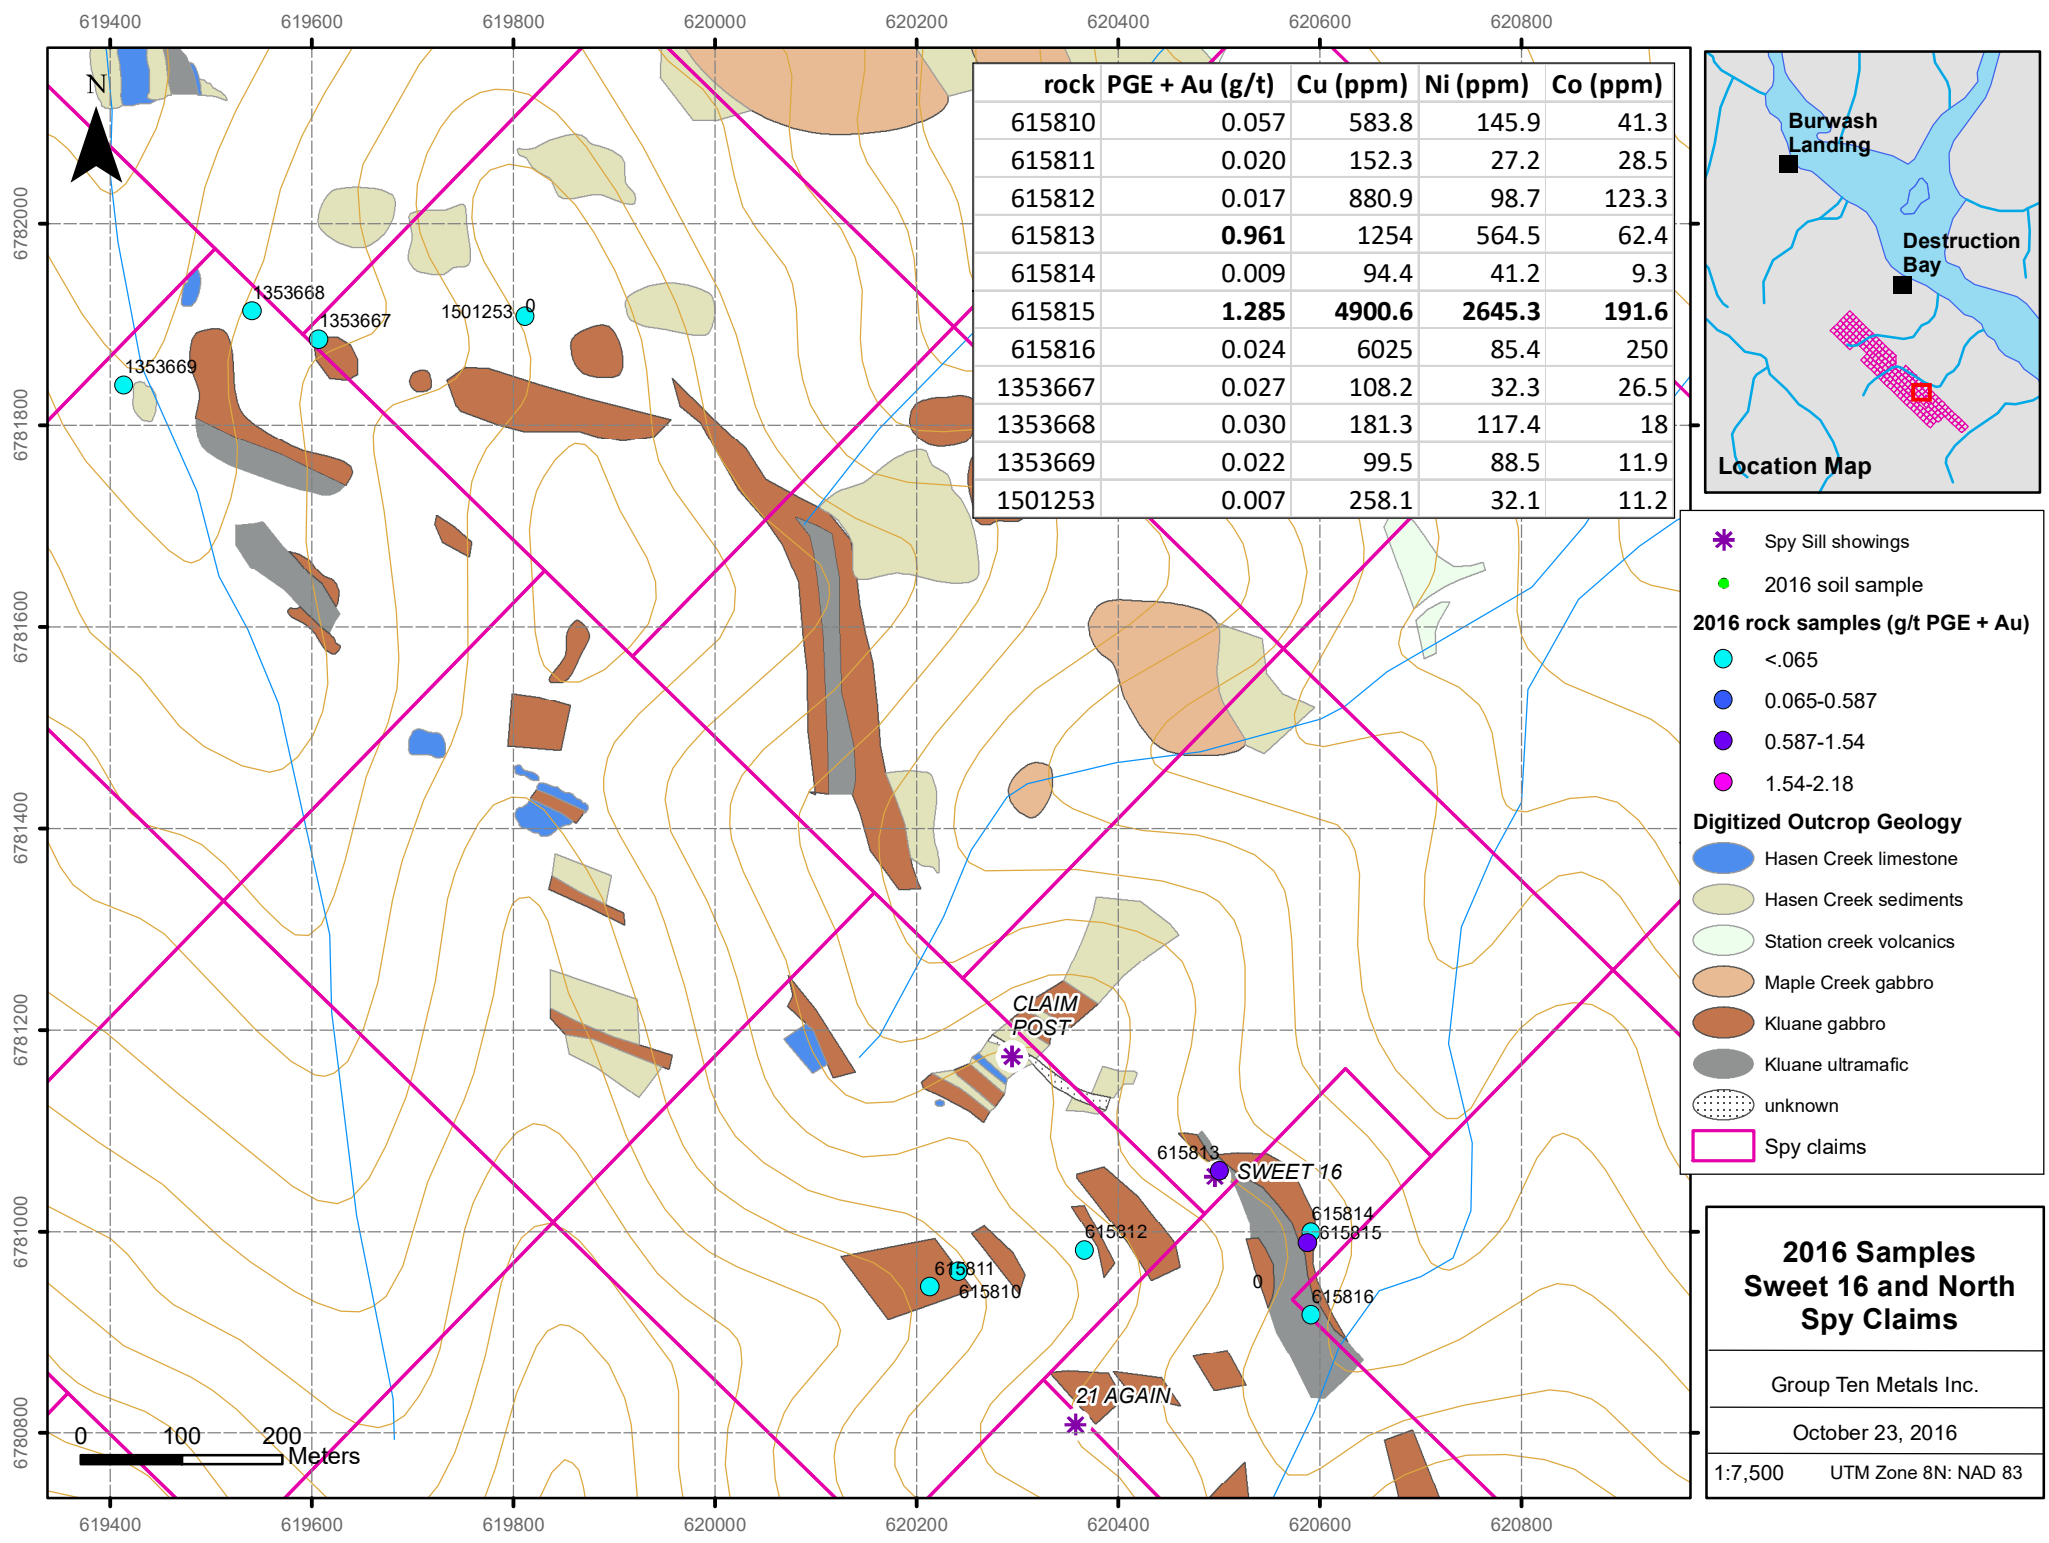 619400 619600 619800 620000 620200 620400 620600 620800
N
rock PGE + Au (g/t) Cu (ppm) Ni (ppm) Co (ppm)
615810 0.057 583.8 145.9 41.3
615811 0.020 152.3 27.2 28.5
615812 0.017 880.9 98.7 123.3
615813 0.961 1254 564.5 62.4
615814 0.009 94.4 41.2 9.3
615815 1.285 4900.6 2645.3 191.6
615816 0.024 6025 85.4 250
1353667 0.027 108.2 32.3 26.5
1353668 0.030 181.3 117.4 18
1353669 0.022 99.5 88.5 11.9
1501253 0.007 258.1 32.1 11.2
6782000
6781800
6781600
6781400
6781200
6781000
6780800
1353668
1353667
1501253
0
1353669
CLAIM
POST
615813
SWEET 16
615814
615815
615812
615811
615810
0
615816
21 AGAIN
0 100 200
Meters
619400 619600 619800 620000 620200 620400 620600 620800
Burwash
Landing
Destruction
Bay
Location Map
Spy Sill showings
2016 soil sample
2016 rock samples (g/t PGE + Au)
<.065
0.065-0.587
0.587-1.54
1.54-2.18
Digitized Outcrop Geology
Hasen Creek limestone
Hasen Creek sediments
Station creek volcanics
Maple Creek gabbro
Kluane gabbro
Kluane ultramafic
unknown
Spy claims
2016 Samples
Sweet 16 and North
Spy Claims
Group Ten Metals Inc.
October 23, 2016
1:7,500 UTM Zone 8N: NAD 83